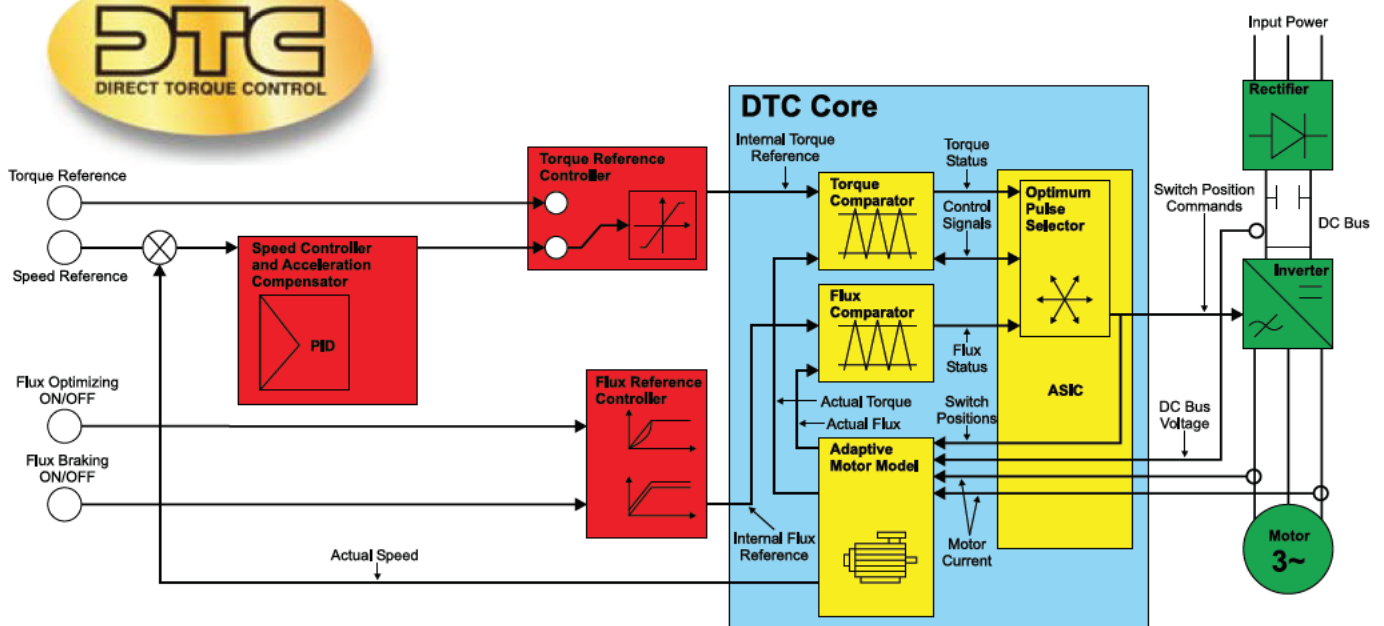 DTC
DIRECT TORQUE CONTROL
Input Power
Rectifier
DC Bus
Switch Position
Commands
Inverter
Motor
3~
DTC Core
Internal Torque
Reference
Torque
Status
Torque
Comparator
Control
Signals
Optimum
Pulse
Selector
Flux
Comparator
Flux
Status
ASIC
Actual Torque
Actual Flux
Switch
Positions
DC Bus
Voltage
Adaptive
Motor Model
Internal Flux
Reference
Motor
Current
Torque Reference
Speed Reference
Torque Reference
Controller
Speed Controller
and Acceleration
Compensator
PID
Flux Optimizing
ON/OFF
Flux Braking
ON/OFF
Flux Reference
Controller
Actual Speed